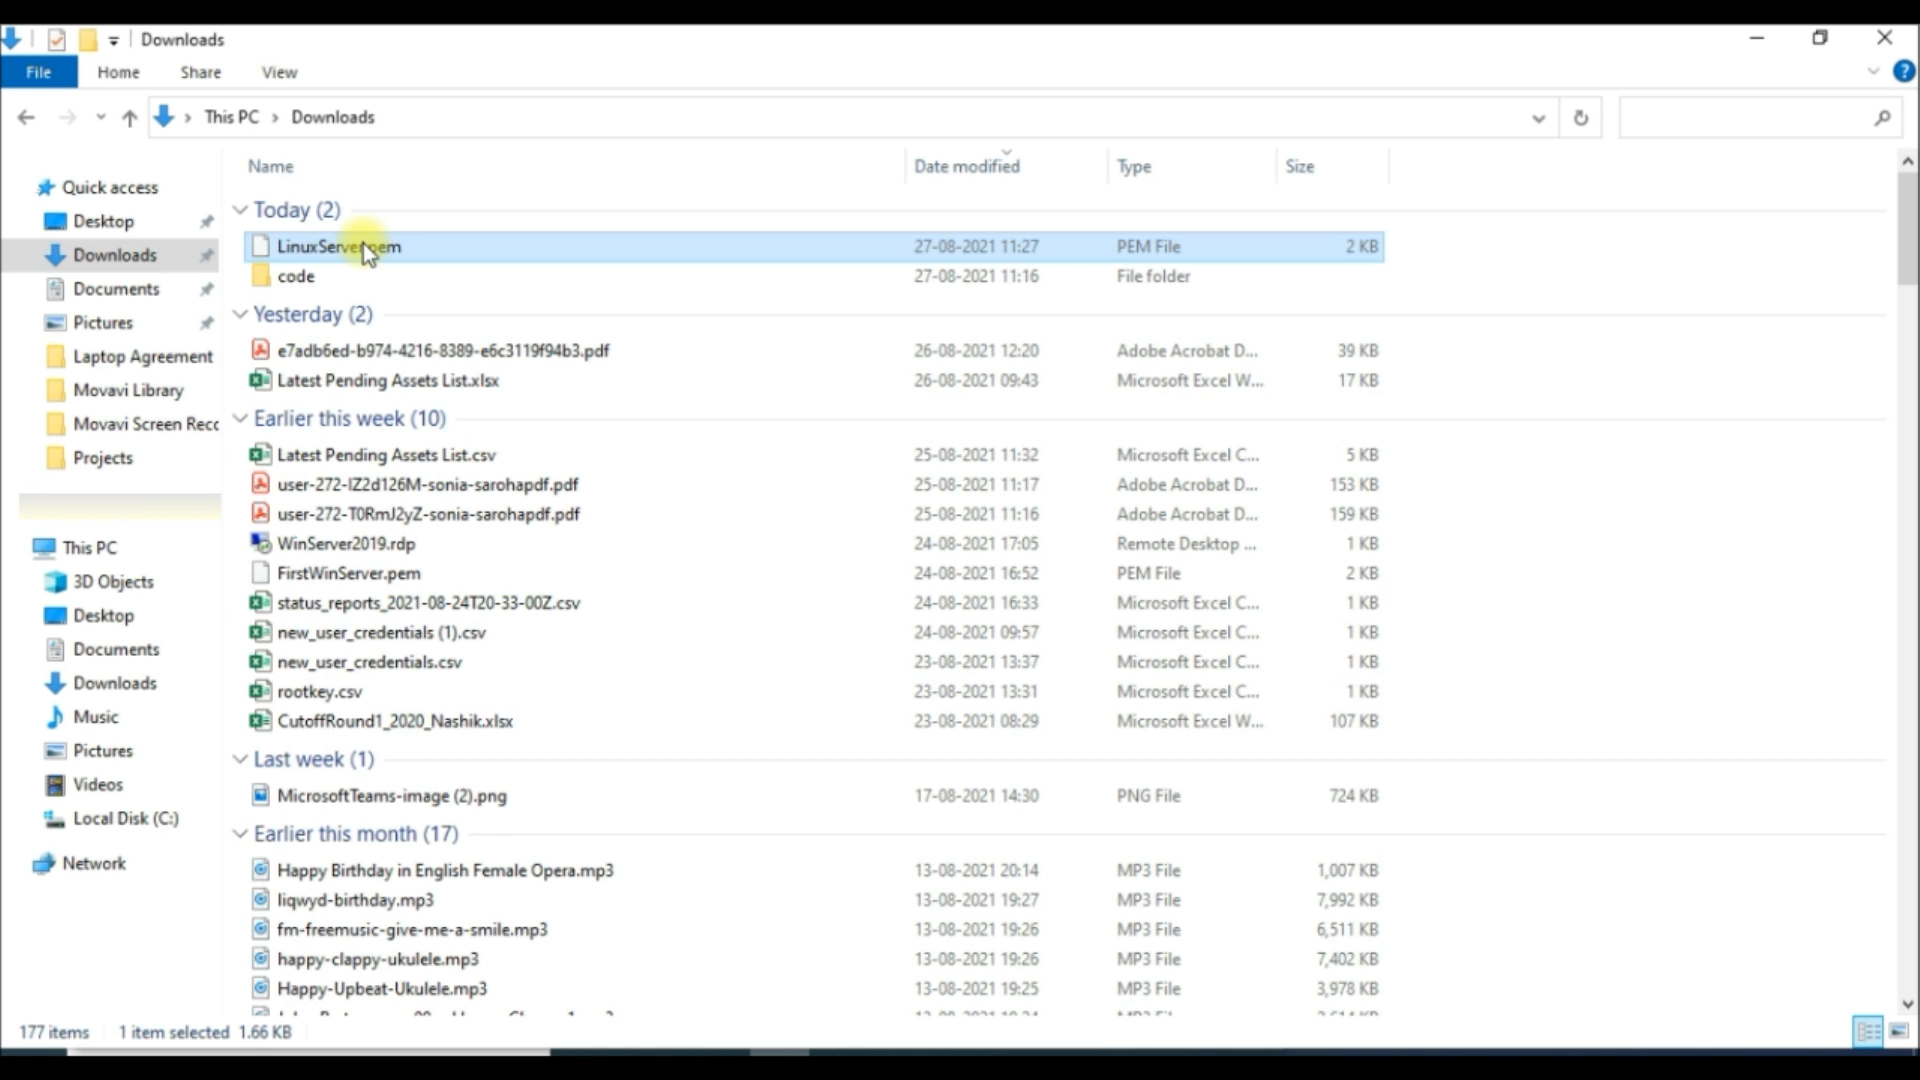 Downloads
File Home Share View ?
This PC Downloads
Name Date modified Type Size
Quick access
Desktop
Downloads
Documents
Pictures
Laptop Agreement
Movavi Library
Movavi Screen Reco
Projects
This PC
3D Objects
Desktop
Documents
Downloads
Music
Pictures
Videos
Local Disk (C:)
Network
Today (2)
LinuxServer.pem 27-08-2021 11:27 PEM File 2 KB
code 27-08-2021 11:16 File folder
Yesterday (2)
e7adb6ed-b974-4216-8389-e6c3119f94b3.pdf 26-08-2021 12:20 Adobe Acrobat D... 39 KB
Latest Pending Assets List.xlsx 26-08-2021 09:43 Microsoft Excel W... 17 KB
Earlier this week (10)
Latest Pending Assets List.csv 25-08-2021 11:32 Microsoft Excel C... 5 KB
user-272-IZ2d126M-sonia-sarohapdf.pdf 25-08-2021 11:17 Adobe Acrobat D... 153 KB
user-272-T0RmJ2yZ-sonia-sarohapdf.pdf 25-08-2021 11:16 Adobe Acrobat D... 159 KB
WinServer2019.rdp 24-08-2021 17:05 Remote Desktop ... 1 KB
FirstWinServer.pem 24-08-2021 16:52 PEM File 2 KB
status_reports_2021-08-24T20-33-00Z.csv 24-08-2021 16:33 Microsoft Excel C... 1 KB
new_user_credentials (1).csv 24-08-2021 09:57 Microsoft Excel C... 1 KB
new_user_credentials.csv 23-08-2021 13:37 Microsoft Excel C... 1 KB
rootkey.csv 23-08-2021 13:31 Microsoft Excel C... 1 KB
CutoffRound1_2020_Nashik.xlsx 23-08-2021 08:29 Microsoft Excel W... 107 KB
Last week (1)
MicrosoftTeams-image (2).png 17-08-2021 14:30 PNG File 724 KB
Earlier this month (17)
Happy Birthday in English Female Opera.mp3 13-08-2021 20:14 MP3 File 1,007 KB
liqwyd-birthday.mp3 13-08-2021 19:27 MP3 File 7,992 KB
fm-freemusic-give-me-a-smile.mp3 13-08-2021 19:26 MP3 File 6,511 KB
happy-clappy-ukulele.mp3 13-08-2021 19:26 MP3 File 7,402 KB
Happy-Upbeat-Ukulele.mp3 13-08-2021 19:25 MP3 File 3,978 KB
177 items 1 item selected 1.66 KB